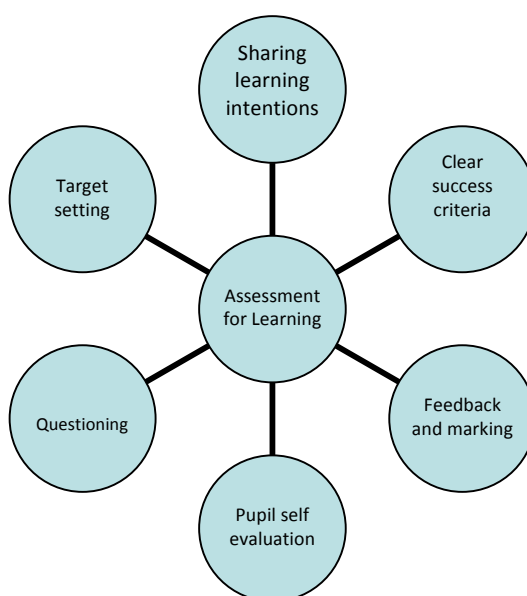 Sharing
learning
intentions
Clear
success
criteria
Target
setting
Assessment
for Learning
Feedback
and marking
Questioning
Pupil self
evaluation